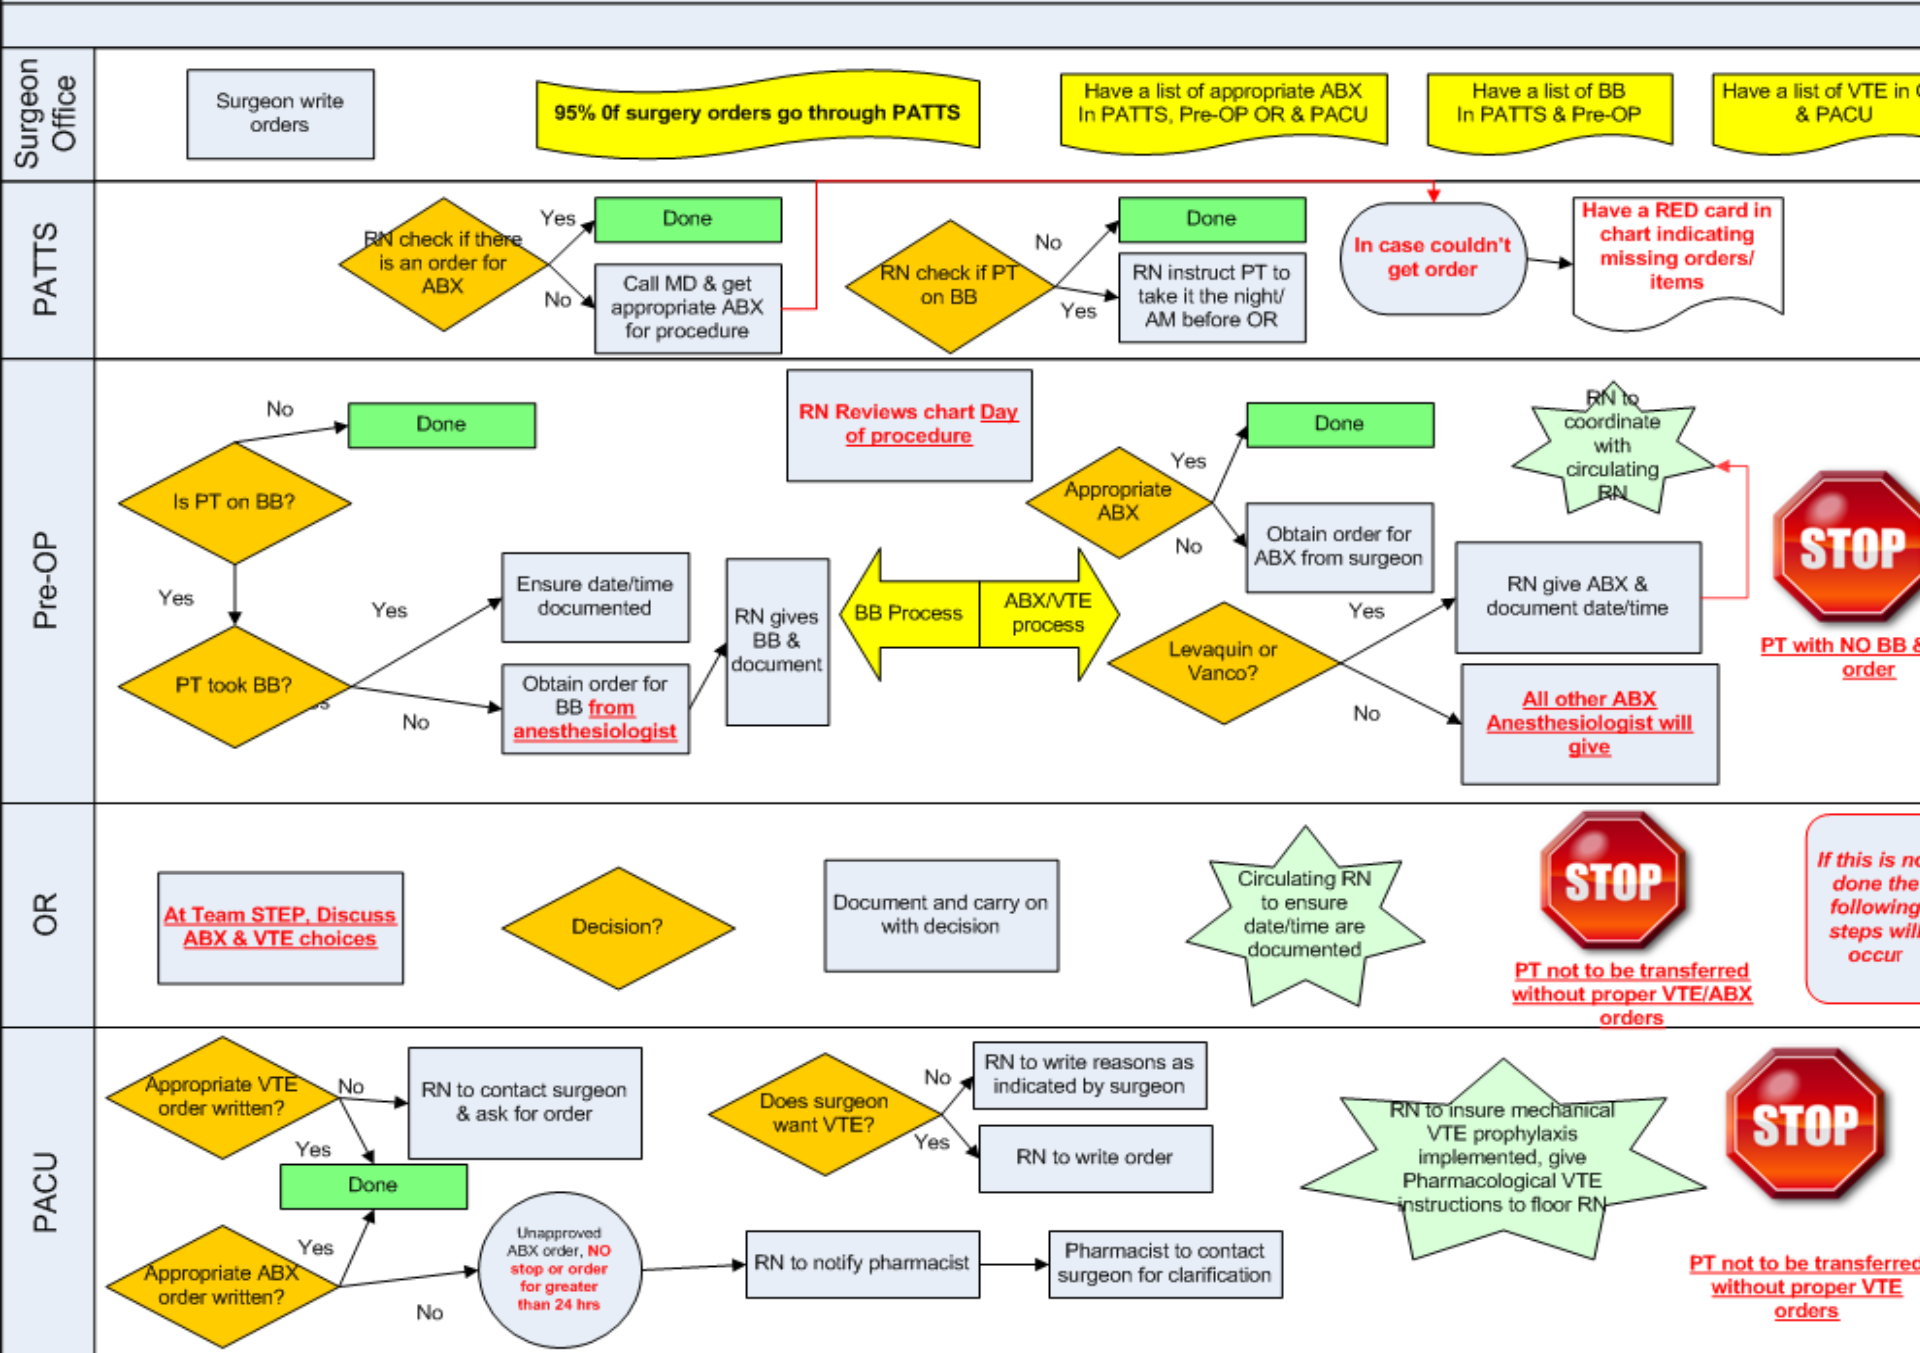 Surgeon
Office
Surgeon write
orders
95% 0f surgery orders go through PATTS
Have a list of appropriate ABX
In PATTS, Pre-OP OR & PACU
Have a list of BB
In PATTS & Pre-OP
Have a list of VTE in
& PACU
PATTS
RN check if there
is an order for
ABX
Yes
Done
No
Call MD & get
appropriate ABX
for procedure
RN check if PT
on BB
No
Done
Yes
RN instruct PT to
take it the night/
AM before OR
In case couldn't
get order
Have a RED card in
chart indicating
missing orders/
items
Pre-OP
Is PT on BB?
No
Done
Yes
PT took BB?
Yes
Ensure date/time
documented
No
Obtain order for
BB from
anesthesiologist
RN gives
BB &
document
RN Reviews chart Day
of procedure
BB Process
ABX/VTE
process
Appropriate
ABX
Yes
Done
No
Obtain order for
ABX from surgeon
Levaquin or
Vanco?
Yes
RN give ABX &
document date/time
No
All other ABX
Anesthesiologist will
give
RN to
coordinate
with
circulating
RN
STOP
PT with NO BB &
order
OR
At Team STEP, Discuss
ABX & VTE choices
Decision?
Document and carry on
with decision
Circulating RN
to ensure
date/time are
documented
STOP
PT not to be transferred
without proper VTE/ABX
orders
If this is
done the
following
steps will
occur
PACU
Appropriate VTE
order written?
No
RN to contact surgeon
& ask for order
Yes
Done
Appropriate ABX
order written?
Yes
No
Unapproved
ABX order, NO
stop or order
for greater
than 24 hrs
RN to notify pharmacist
Pharmacist to contact
surgeon for clarification
Does surgeon
want VTE?
No
RN to write reasons as
indicated by surgeon
Yes
RN to write order
RN to insure mechanical
VTE prophylaxis
implemented, give
Pharmacological VTE
instructions to floor RN
STOP
PT not to be transferred
without proper VTE
orders